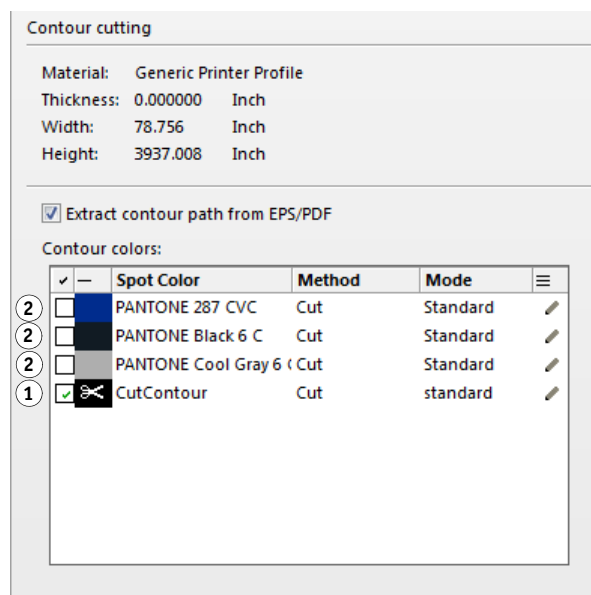 Contour cutting
Material: Generic Printer Profile
Thickness: 0.000000 Inch
Width: 78.756 Inch
Height: 3937.008 Inch
Extract contour path from EPS/PDF
Contour colors:
Spot Color Method Mode
2 PANTONE 287 CVC Cut Standard
2 PANTONE Black 6 C Cut Standard
2 PANTONE Cool Gray 6 ( Cut Standard
1 CutContour Cut standard